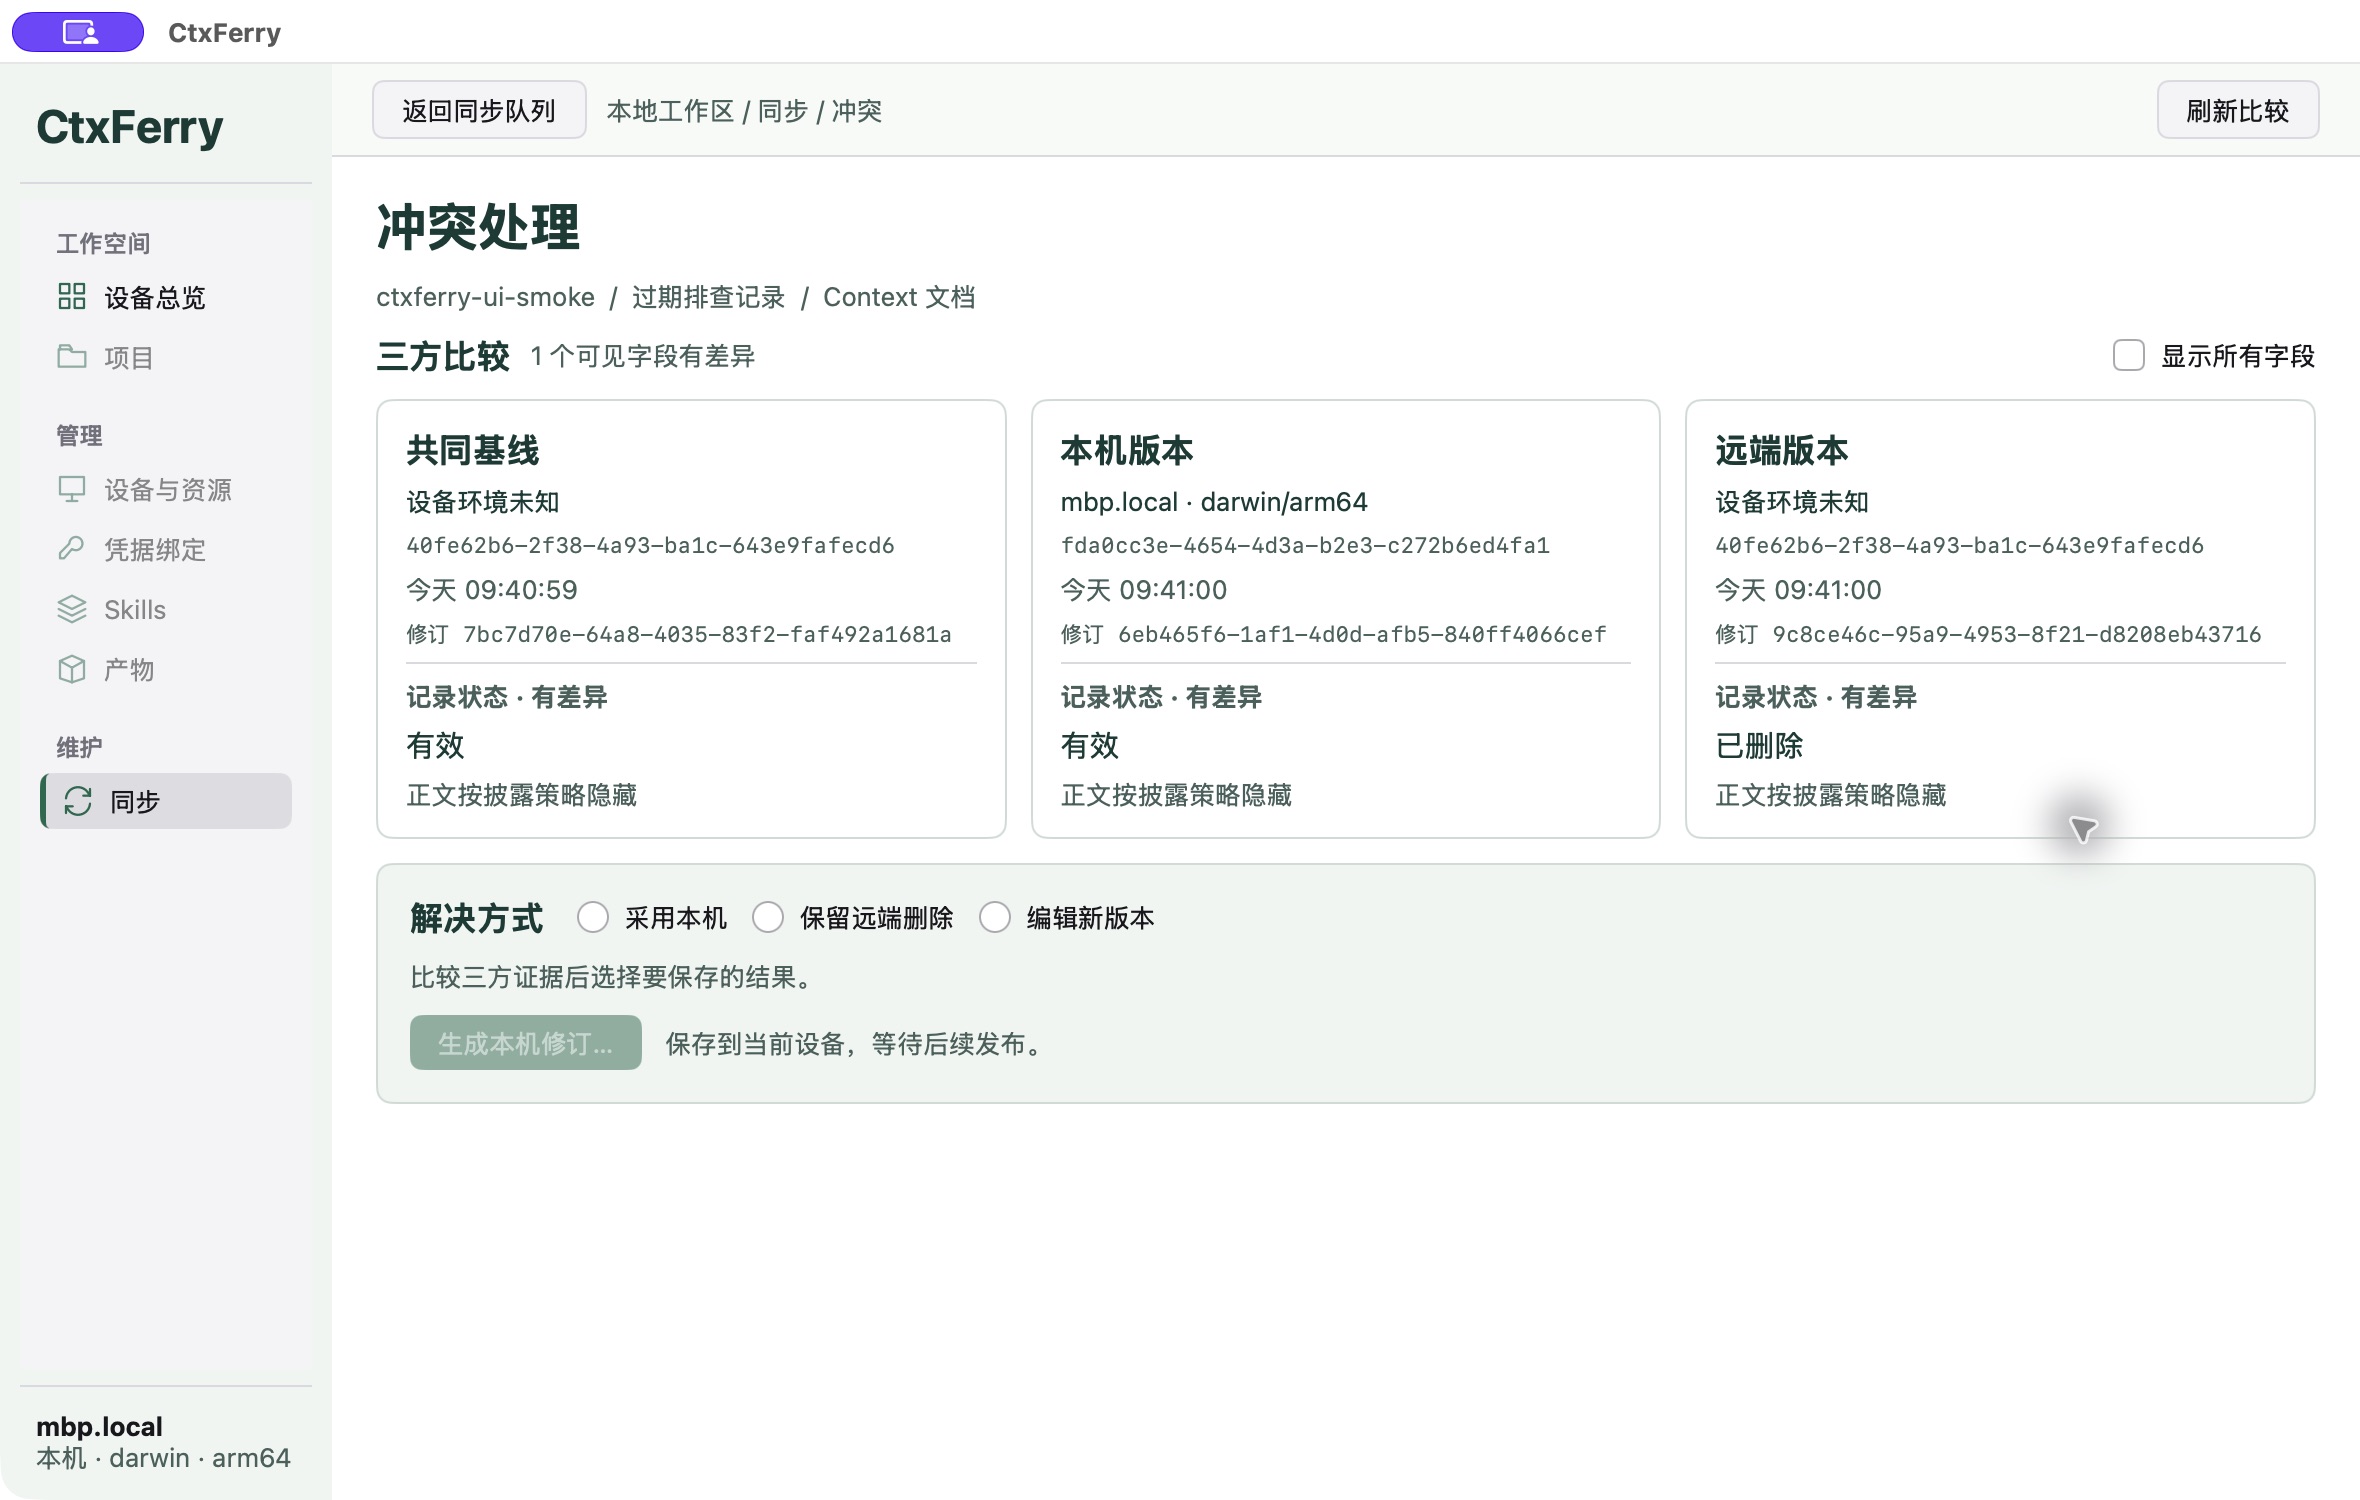 CtxFerry
CtxFerry
工作空间
设备总览
项目
管理
设备与资源
凭据绑定
Skills
产物
维护
同步
mbp.local
本机 · darwin · arm64
返回同步队列
本地工作区 / 同步 / 冲突
刷新比较
冲突处理
ctxferry-ui-smoke / 过期排查记录 / Context 文档
三方比较 1 个可见字段有差异
显示所有字段
共同基线
设备环境未知
40fe62b6-2f38-4a93-ba1c-643e9fafecd6
今天 09:40:59
修订 7bc7d70e-64a8-4035-83f2-faf492a1681a
记录状态 · 有差异
有效
正文按披露策略隐藏
本机版本
mbp.local · darwin/arm64
fda0cc3e-4654-4d3a-b2e3-c272b6ed4fa1
今天 09:41:00
修订 6eb465f6-1af1-4d0d-afb5-840ff4066cef
记录状态 · 有差异
有效
正文按披露策略隐藏
远端版本
设备环境未知
40fe62b6-2f38-4a93-ba1c-643e9fafecd6
今天 09:41:00
修订 9c8ce46c-95a9-4953-8f21-d8208eb43716
记录状态 · 有差异
已删除
正文按披露策略隐藏
解决方式 采用本机 保留远端删除 编辑新版本
比较三方证据后选择要保存的结果。
生成本机修订... 保存到当前设备，等待后续发布。